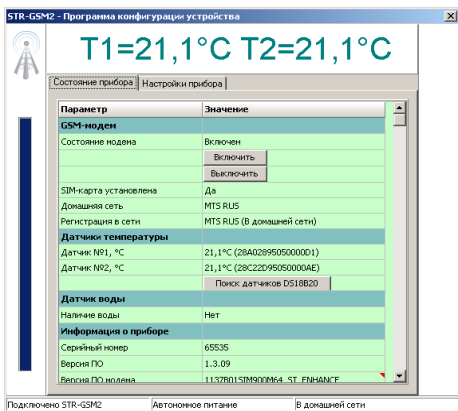 STR-GSM2 - Программа конфигурации устройства
T1=21,1°C T2=21,1°C
Состояние прибора Настройки прибора
Параметр Значение
GSM-модем
Состояние модема Включен
Включить
Выключить
SIM-карта установлена Да
Домашняя сеть MTS RUS
Регистрация в сети MTS RUS (В домашней сети)
Датчики температуры
Датчик №1, °C 21,1°C (28A02895050000D1)
Датчик №2, °C 21,1°C (28C22D95050000AE)
Поиск датчиков DS18B20
Датчик воды
Наличие воды Нет
Информация о приборе
Серийный номер 65535
Версия ПО 1.3.09
Версия ПО модема 1137B01SIM900M64_ST_ENHANCE
Подключено STR-GSM2 Автономное питание В домашней сети